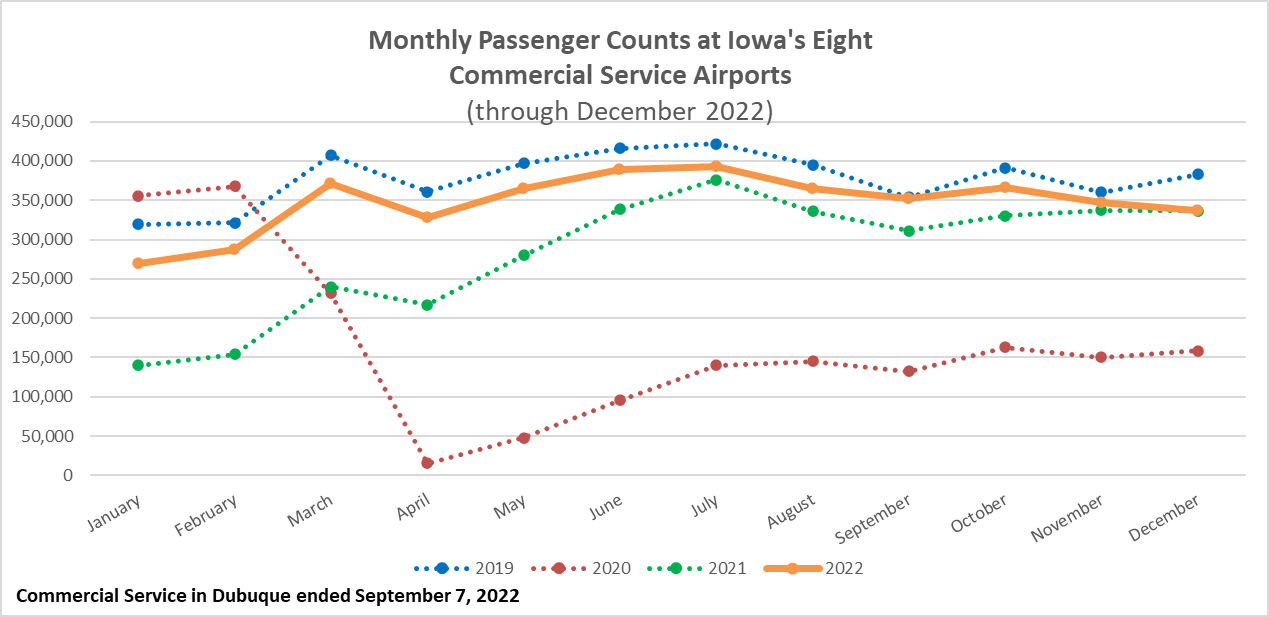 Monthly Passenger Counts at Iowa's Eight
Commercial Service Airports
(through December 2022)
450,000
400,000
350,000
300,000
250,000
200,000
150,000
100,000
50,000
0
January
February
March
April
May
June
July
August
September
October
November
December
2019
2020
2021
2022
Commercial Service in Dubuque ended September 7, 2022